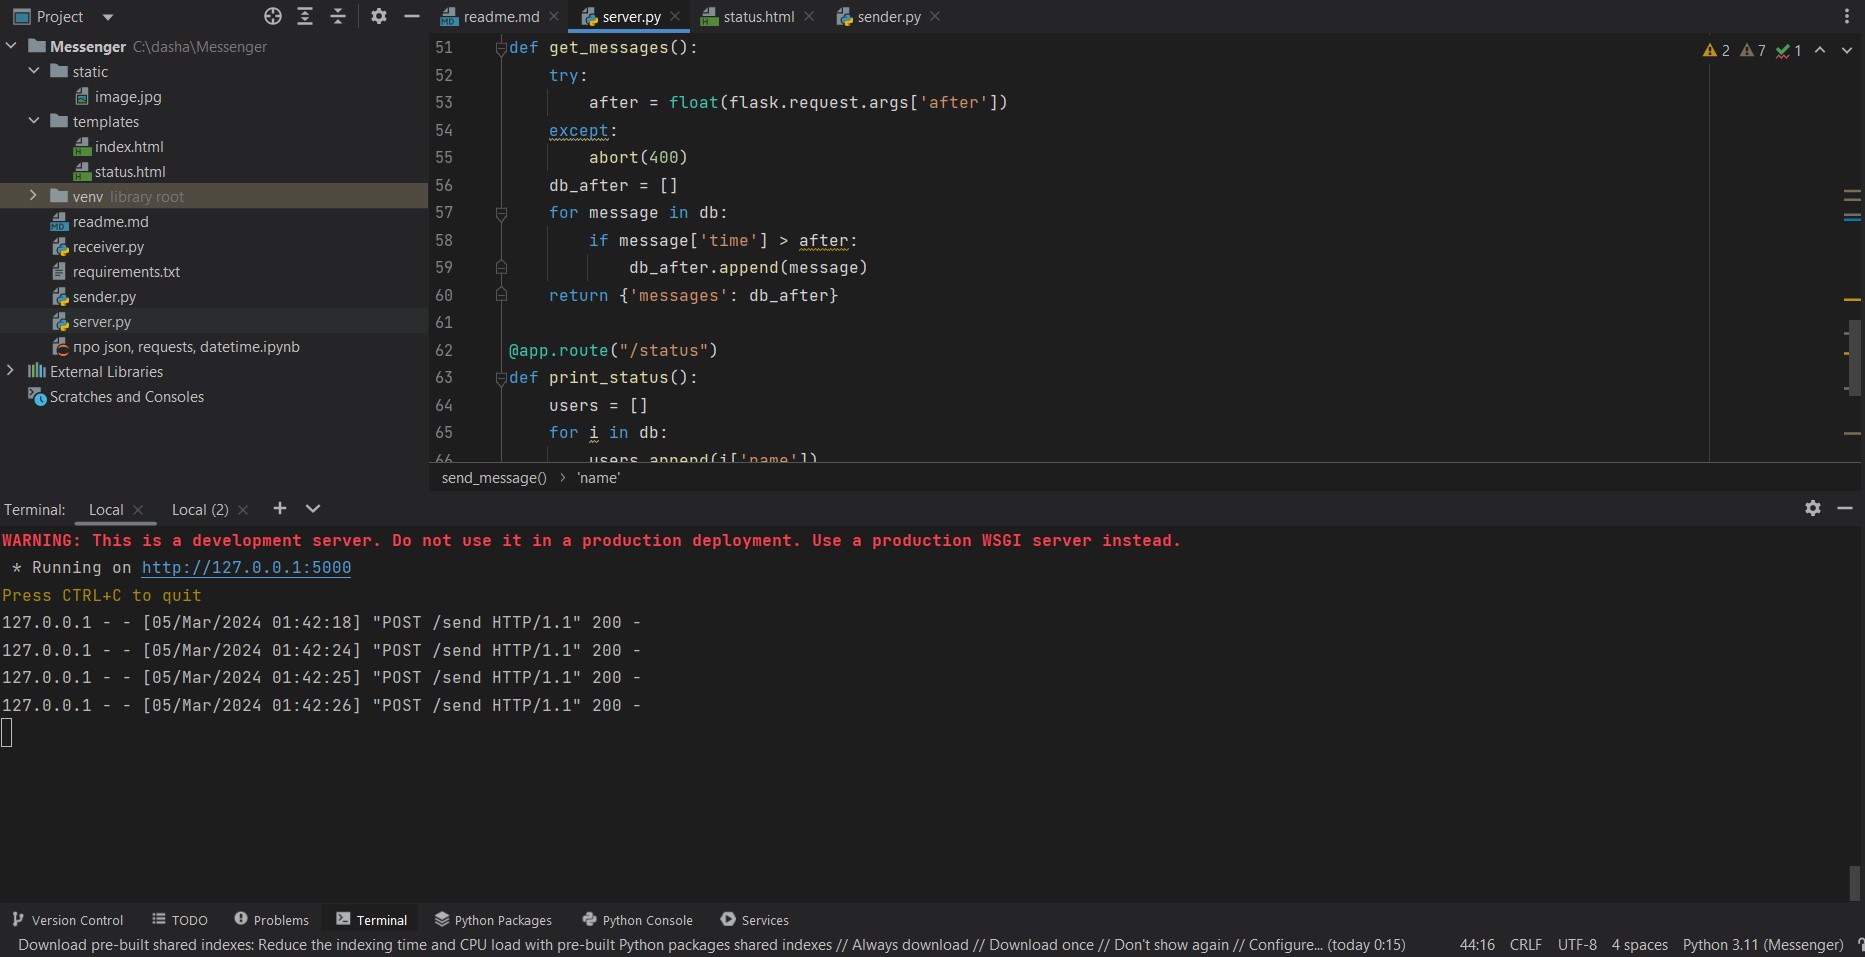 Project
readme.md
server.py
status.html
sender.py
Messenger C:\dasha\Messenger
static
image.jpg
templates
index.html
status.html
venv library root
readme.md
receiver.py
requirements.txt
sender.py
server.py
про json, requests, datetime.ipynb
External Libraries
Scratches and Consoles
2 7 1
51 def get_messages():
52 try:
53 after = float(flask.request.args['after'])
54 except:
55 abort(400)
56 db_after = []
57 for message in db:
58 if message['time'] > after:
59 db_after.append(message)
60 return {'messages': db_after}
61
62 @app.route("/status")
63 def print_status():
64 users = []
65 for i in db:
66 users.append(i['name'])
send_message() › 'name'
Terminal: Local Local (2)
WARNING: This is a development server. Do not use it in a production deployment. Use a production WSGI server instead.
* Running on http://127.0.0.1:5000
Press CTRL+C to quit
127.0.0.1 - - [05/Mar/2024 01:42:18] "POST /send HTTP/1.1" 200 -
127.0.0.1 - - [05/Mar/2024 01:42:24] "POST /send HTTP/1.1" 200 -
127.0.0.1 - - [05/Mar/2024 01:42:25] "POST /send HTTP/1.1" 200 -
127.0.0.1 - - [05/Mar/2024 01:42:26] "POST /send HTTP/1.1" 200 -
Version Control TODO Problems Terminal Python Packages Python Console Services
Download pre-built shared indexes: Reduce the indexing time and CPU load with pre-built Python packages shared indexes // Always download // Download once // Don't show again // Configure... (today 0:15) 44:16 CRLF UTF-8 4 spaces Python 3.11 (Messenger)